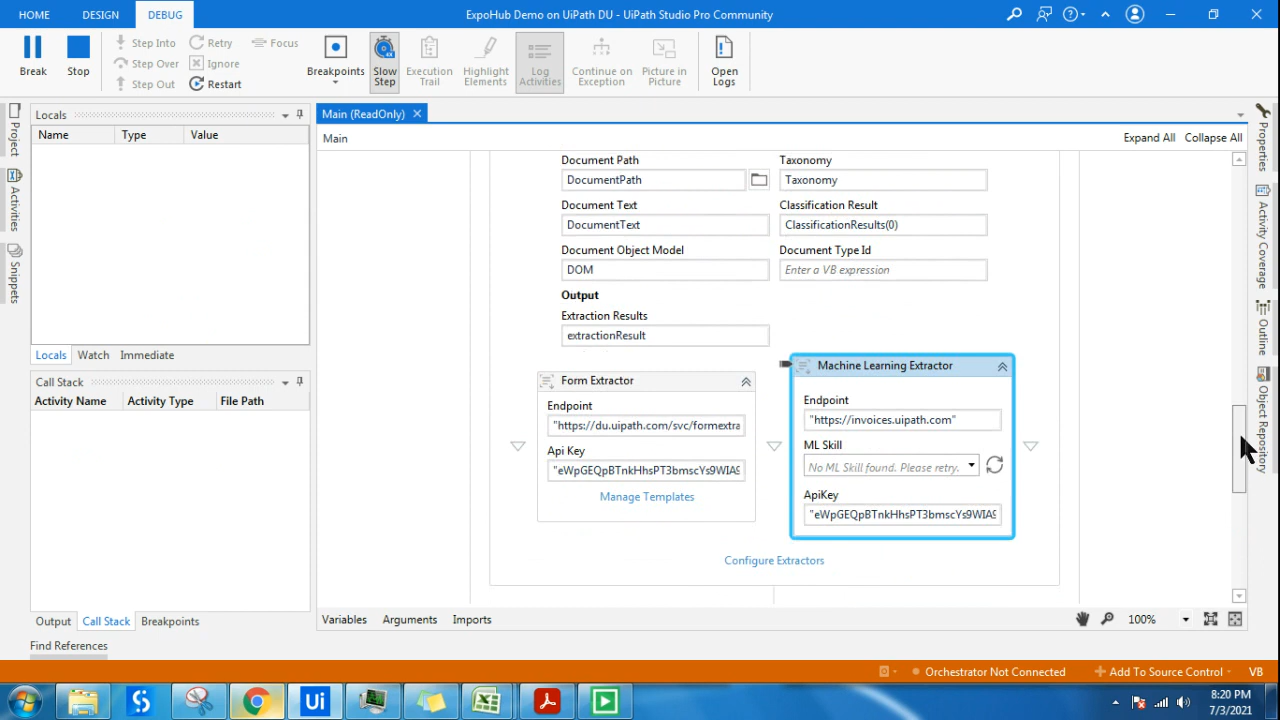 HOME DESIGN DEBUG
ExpoHub Demo on UiPath DU - UiPath Studio Pro Community
Break
Stop
Step Into
Step Over
Step Out
Retry
Ignore
Restart
Focus
Breakpoints
Slow
Step
Execution
Trail
Highlight
Elements
Log
Activities
Continue on
Exception
Picture in
Picture
Open
Logs
Project
Activities
Snippets
Locals
Name Type Value
Locals Watch Immediate
Call Stack
Activity Name Activity Type File Path
Output Call Stack Breakpoints
Find References
Main (ReadOnly)
Main
Expand All Collapse All
Document Path
DocumentPath
Taxonomy
Taxonomy
Document Text
DocumentText
Classification Result
ClassificationResults(0)
Document Object Model
DOM
Document Type Id
Enter a VB expression
Output
Extraction Results
extractionResult
Form Extractor
Endpoint
"https://du.uipath.com/svc/formextra
Api Key
"eWpGEQpBTnkHhsPT3bmscYs9WIAS
Manage Templates
Machine Learning Extractor
Endpoint
"https://invoices.uipath.com"
ML Skill
No ML Skill found. Please retry.
ApiKey
"eWpGEQpBTnkHhsPT3bmscYs9WIAS
Configure Extractors
Variables Arguments Imports
100%
Properties
Activity Coverage
Outline
Object Repository
Orchestrator Not Connected
Add To Source Control
VB
S
Ui
8:20 PM
7/3/2021